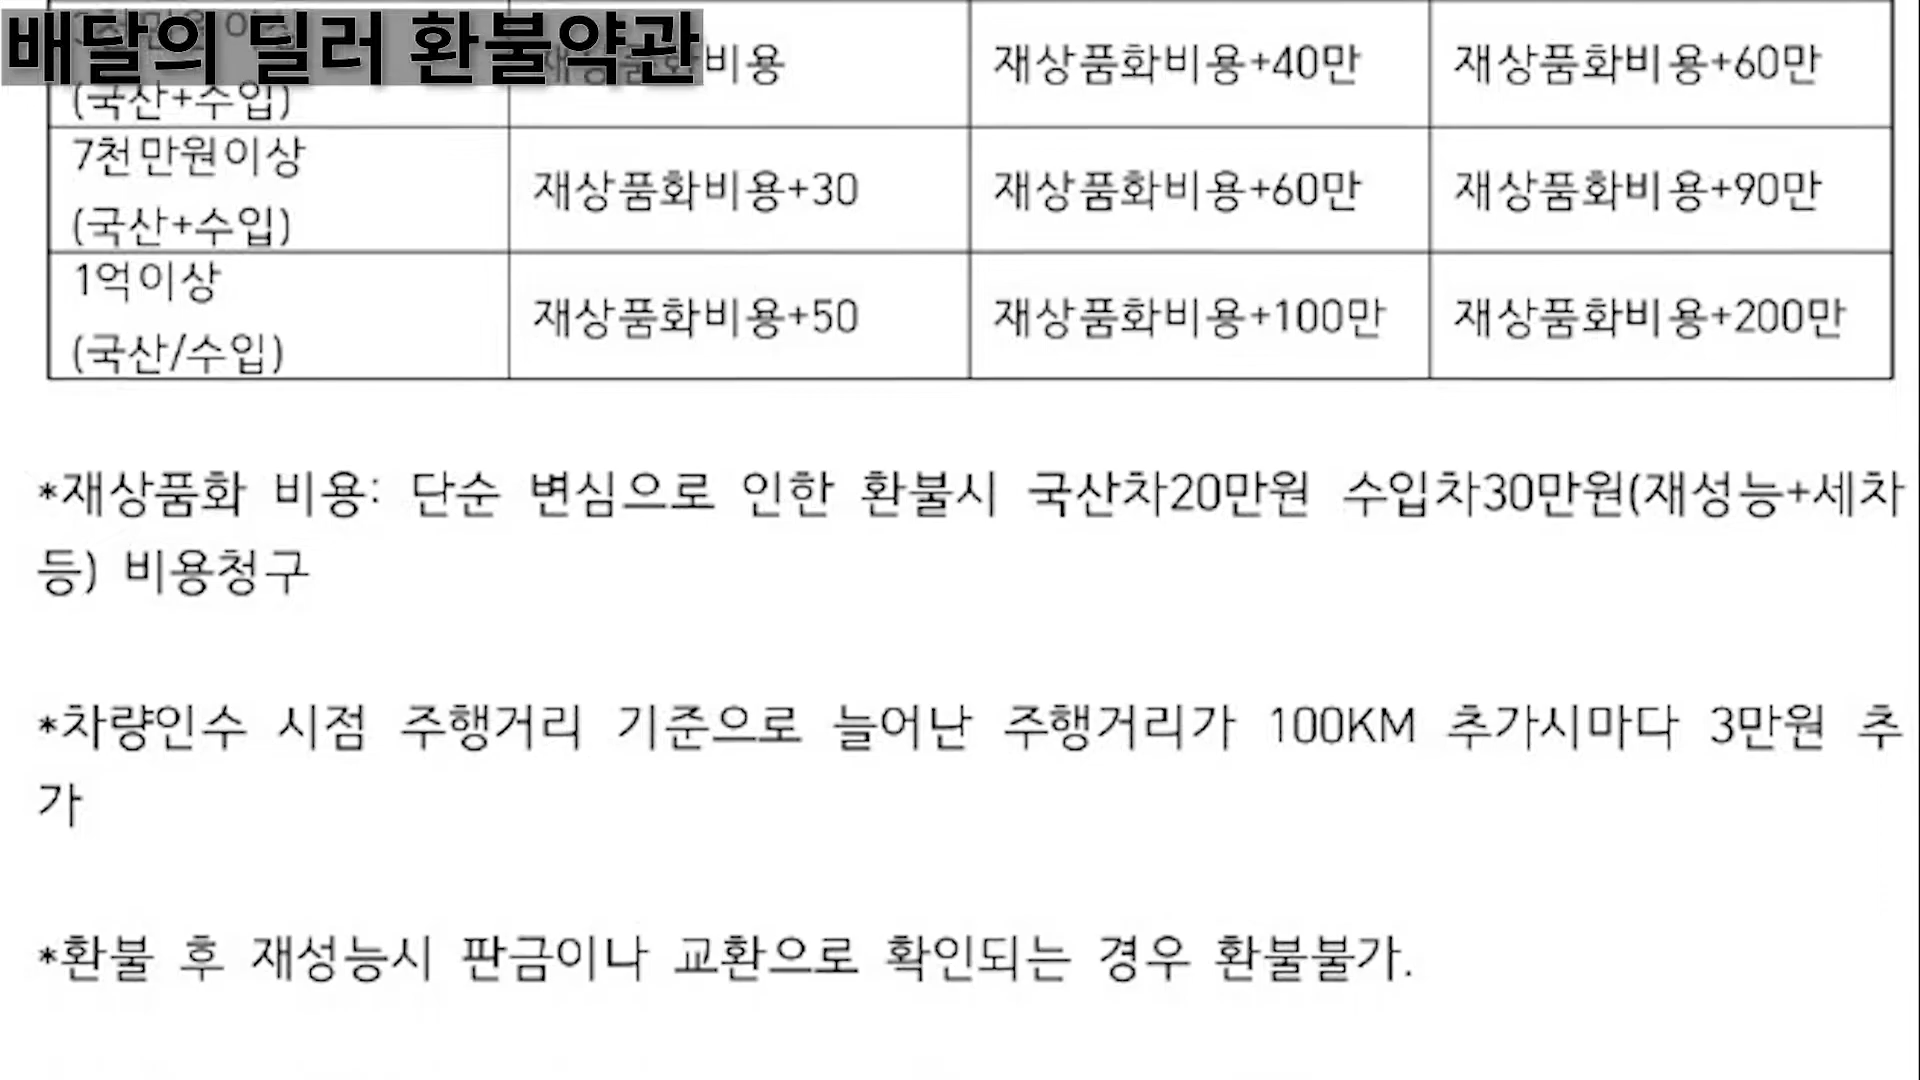 배달의 딜러 환불약관
(국산+수입)
비용
재상품화비용+40만
재상품화비용+60만
7천만원이상
(국산+수입)
재상품화비용+30
재상품화비용+60만
재상품화비용+90만
1억이상
(국산/수입)
재상품화비용+50
재상품화비용+100만
재상품화비용+200만
*재상품화 비용: 단순 변심으로 인한 환불시 국산차20만원 수입차30만원(재성능+세차
등) 비용청구
*차량인수 시점 주행거리 기준으로 늘어난 주행거리가 100KM 추가시마다 3만원 추
가
*환불 후 재성능시 판금이나 교환으로 확인되는 경우 환불불가.